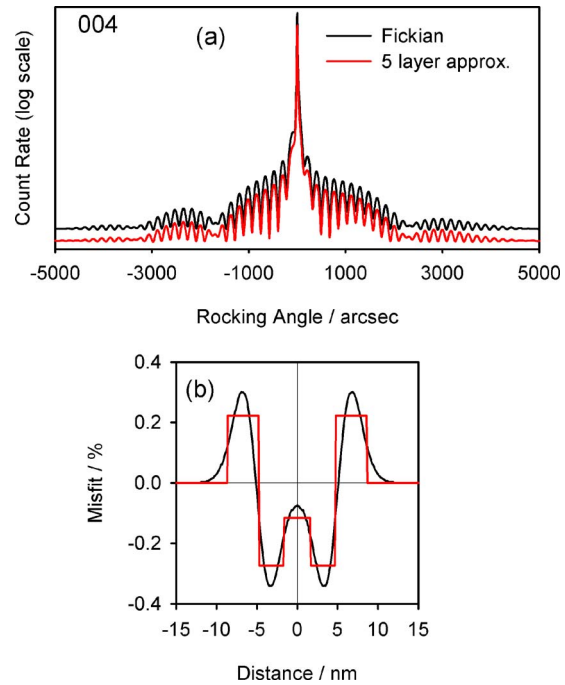 004
(a)
Fickian
5 layer approx.
Count Rate (log scale)
-5000 -3000 -1000 1000 3000 5000
Rocking Angle / arcsec
(b)
Misfit / %
0.4
0.2
0.0
-0.2
-0.4
-15 -10 -5 0 5 10 15
Distance / nm